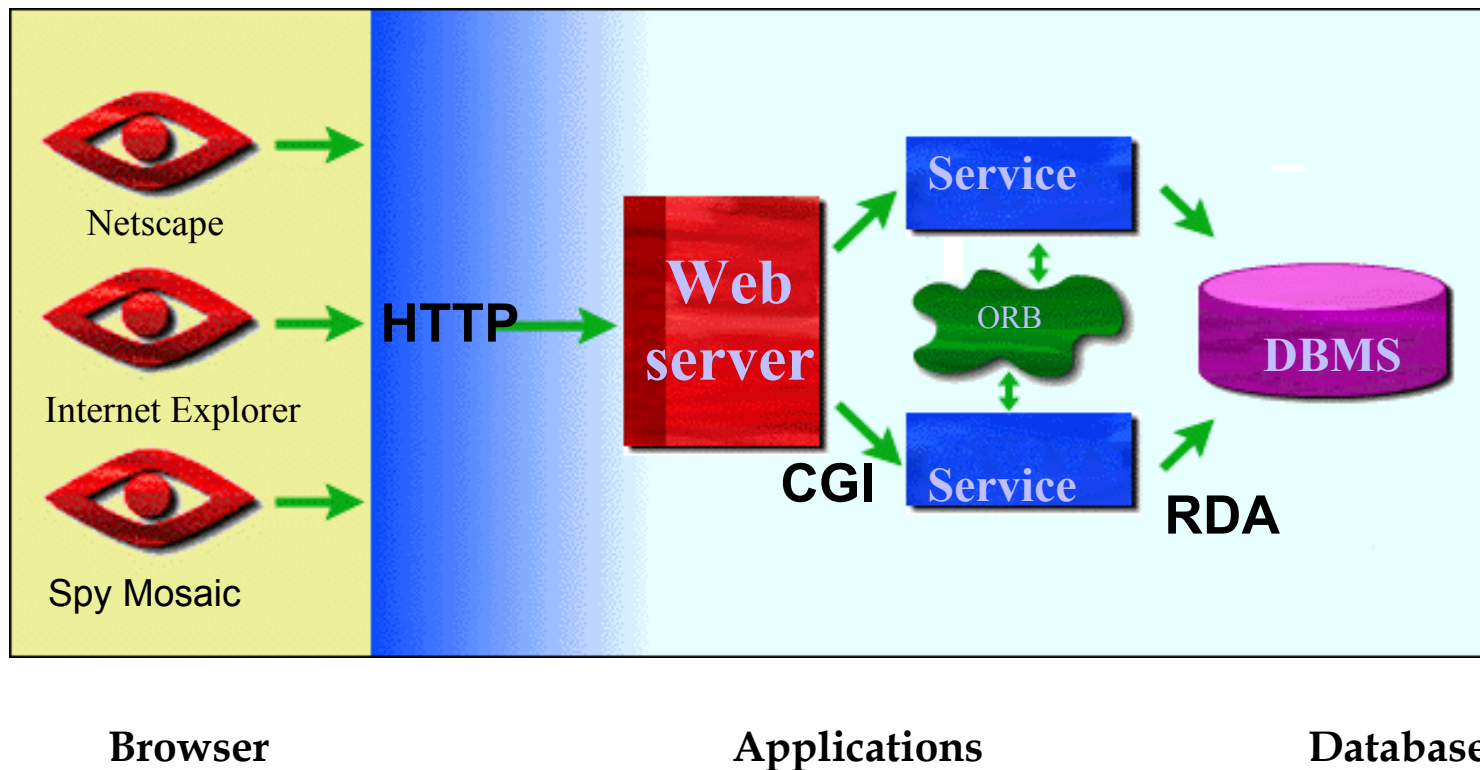 Netscape
Internet Explorer
Spy Mosaic
HTTP
Web
server
CGI
Service
ORB
Service
RDA
DBMS
Browser
Applications
Database